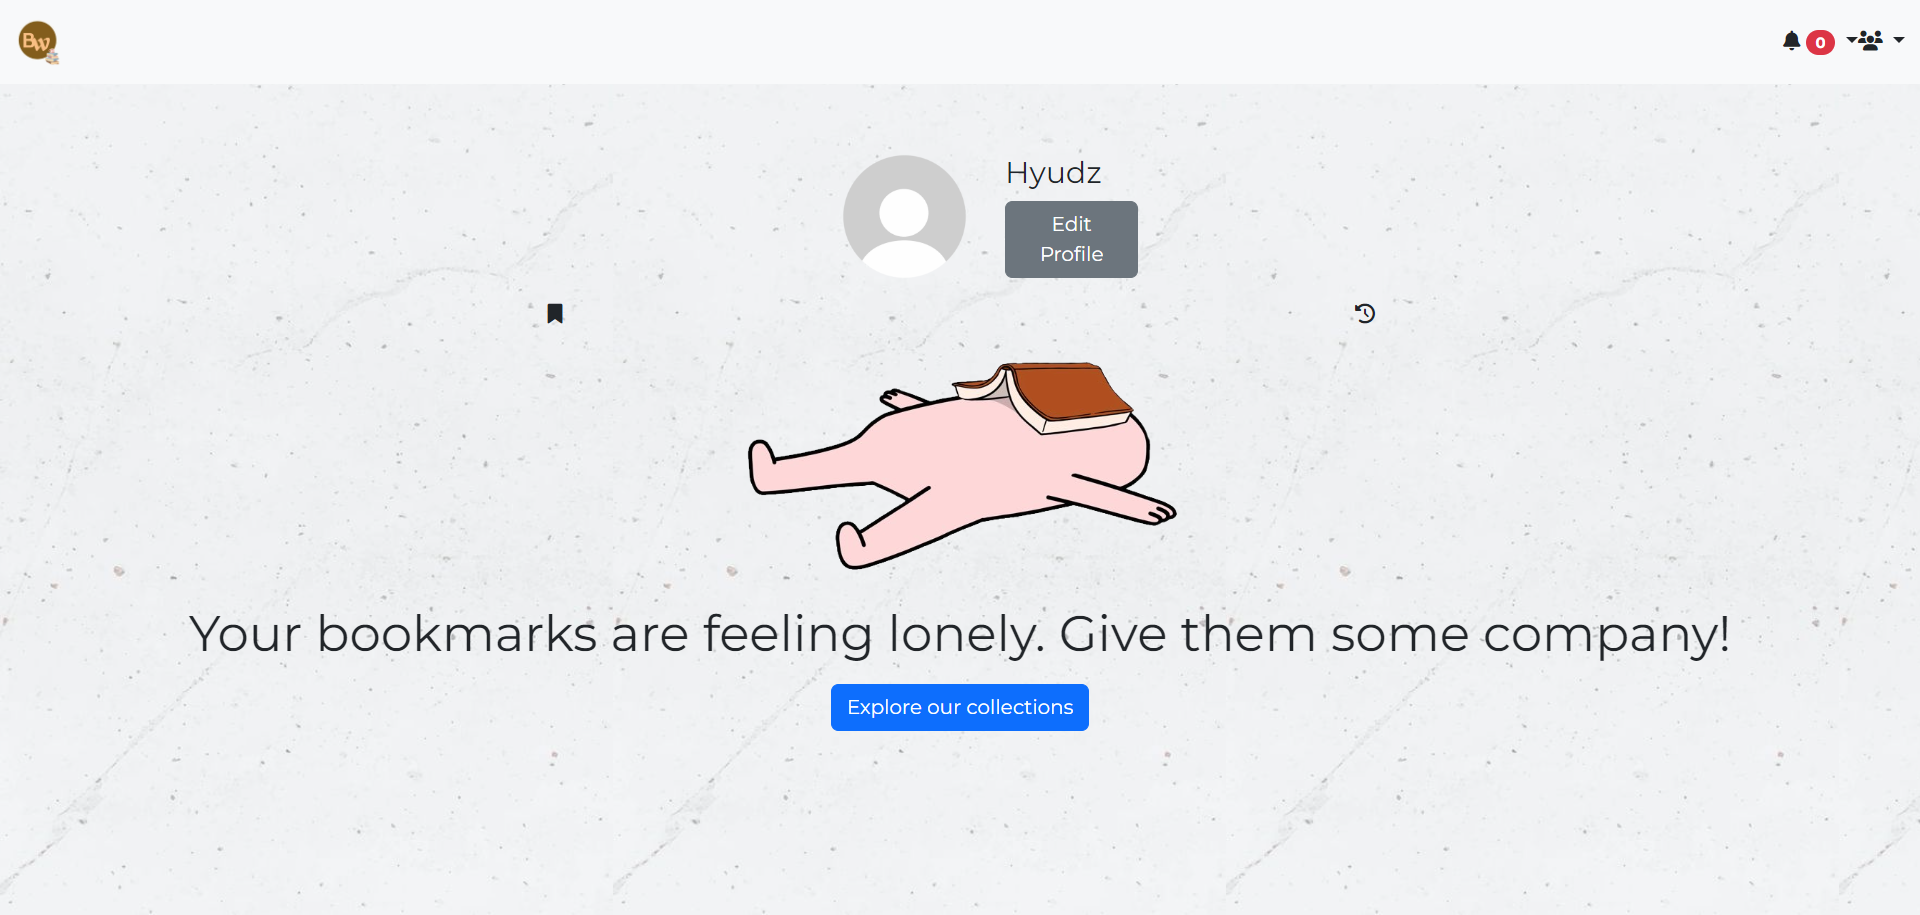 Bw
0
Hyudz
Edit
Profile
Your bookmarks are feeling lonely. Give them some company!
Explore our collections